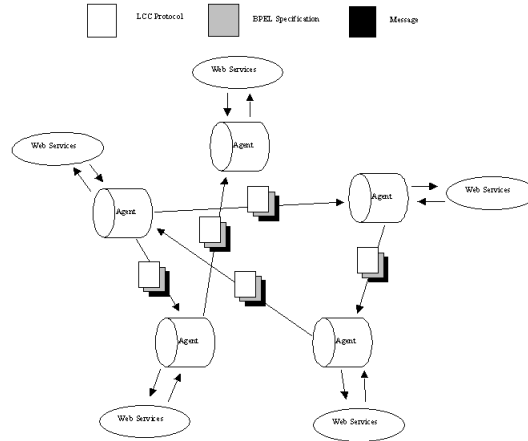 LCC Protocol
BPEL Specification
Message
Web Services
Agent
Web Services
Agent
Agent
Web Services
Agent
Agent
Web Services
Web Services